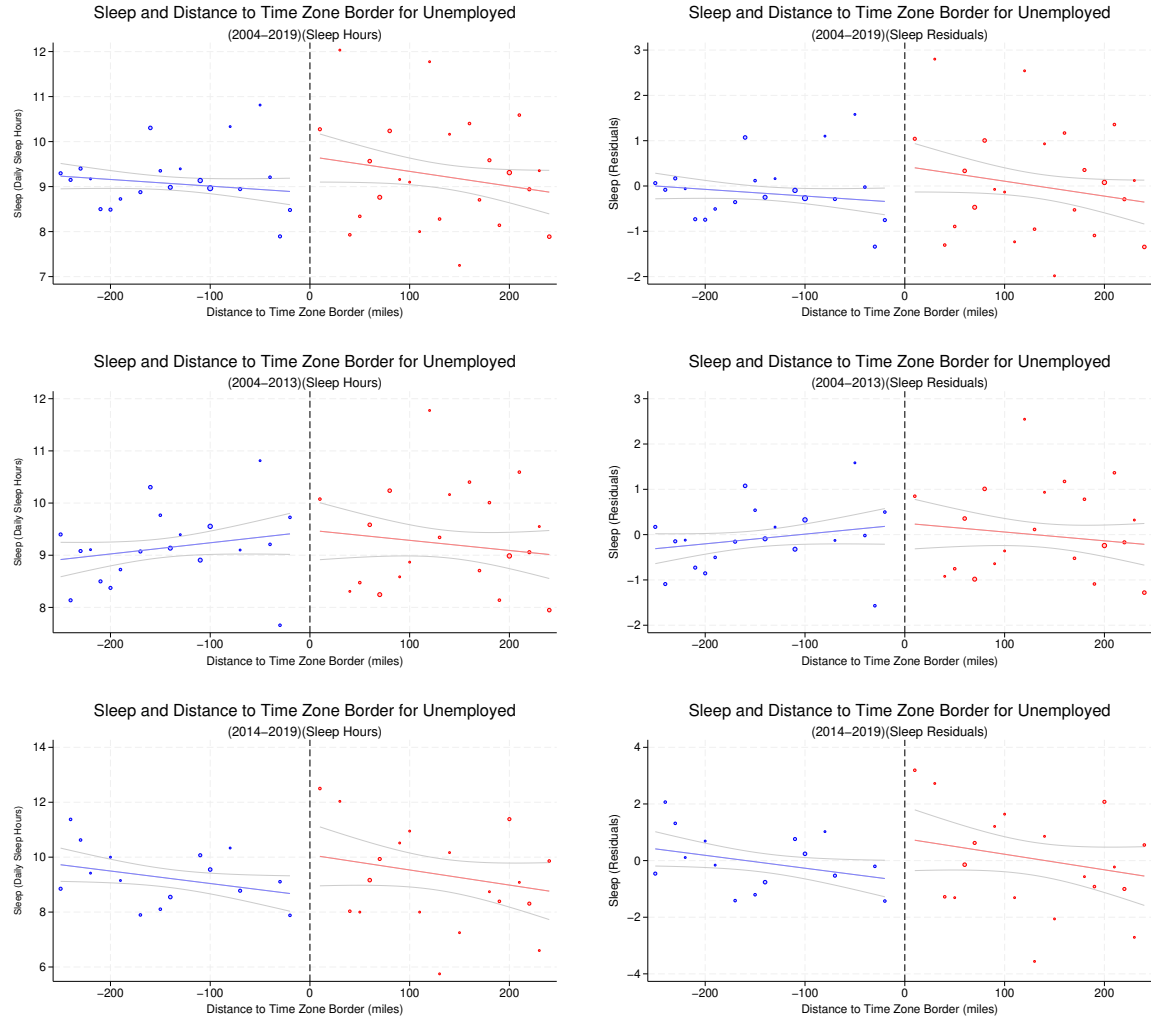 Sleep and Distance to Time Zone Border for Unemployed
(2004−2019)(Sleep Hours)
Sleep (Daily Sleep Hours)
12
11
10
9
8
7
−200 −100 0 100 200
Distance to Time Zone Border (miles)
Sleep and Distance to Time Zone Border for Unemployed
(2004−2019)(Sleep Residuals)
Sleep (Residuals)
3
2
1
0
−1
−2
−200 −100 0 100 200
Distance to Time Zone Border (miles)
Sleep and Distance to Time Zone Border for Unemployed
(2004−2013)(Sleep Hours)
Sleep (Daily Sleep Hours)
12
11
10
9
8
−200 −100 0 100 200
Distance to Time Zone Border (miles)
Sleep and Distance to Time Zone Border for Unemployed
(2004−2013)(Sleep Residuals)
Sleep (Residuals)
3
2
1
0
−1
−2
−200 −100 0 100 200
Distance to Time Zone Border (miles)
Sleep and Distance to Time Zone Border for Unemployed
(2014−2019)(Sleep Hours)
Sleep (Daily Sleep Hours)
14
12
10
8
6
−200 −100 0 100 200
Distance to Time Zone Border (miles)
Sleep and Distance to Time Zone Border for Unemployed
(2014−2019)(Sleep Residuals)
Sleep (Residuals)
4
2
0
−2
−4
−200 −100 0 100 200
Distance to Time Zone Border (miles)